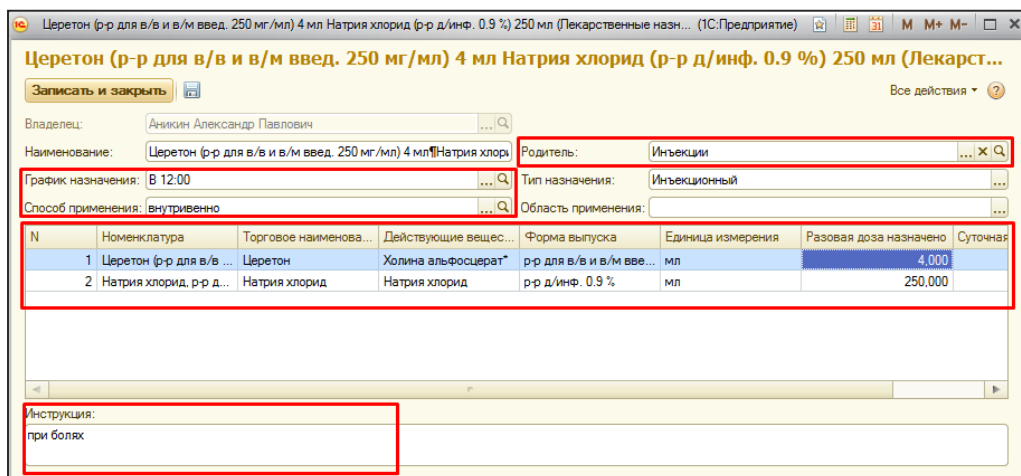 Церетон (р-р для в/в и в/м введ. 250 мг/мл) 4 мл Натрия хлорид (р-р д/инф. 0.9 %) 250 мл (Лекарственные назн... (1С:Предприятие) 31 M M+ M-
Церетон (р-р для в/в и в/м введ. 250 мг/мл) 4 мл Натрия хлорид (р-р д/инф. 0.9 %) 250 мл (Лекарст...
Записать и закрыть Все действия
Владелец: Аникин Александр Павлович
Наименование: Церетон (р-р для в/в и в/м введ. 250 мг/мл) 4 мл¶Натрия хлори Родитель: Инъекции
График назначения: В 12:00 Тип назначения: Инъекционный
Способ применения: внутривенно Область применения:
N Номенклатура Торговое наименова... Действующие вещес... Форма выпуска Единица измерения Разовая доза назначено Суточная
1 Церетон (р-р для в/в ... Церетон Холина альфосцерат* р-р для в/в и в/м вве... мл 4,000
2 Натрия хлорид, р-р д... Натрия хлорид Натрия хлорид р-р д/инф. 0.9 % мл 250,000
Инструкция:
при болях